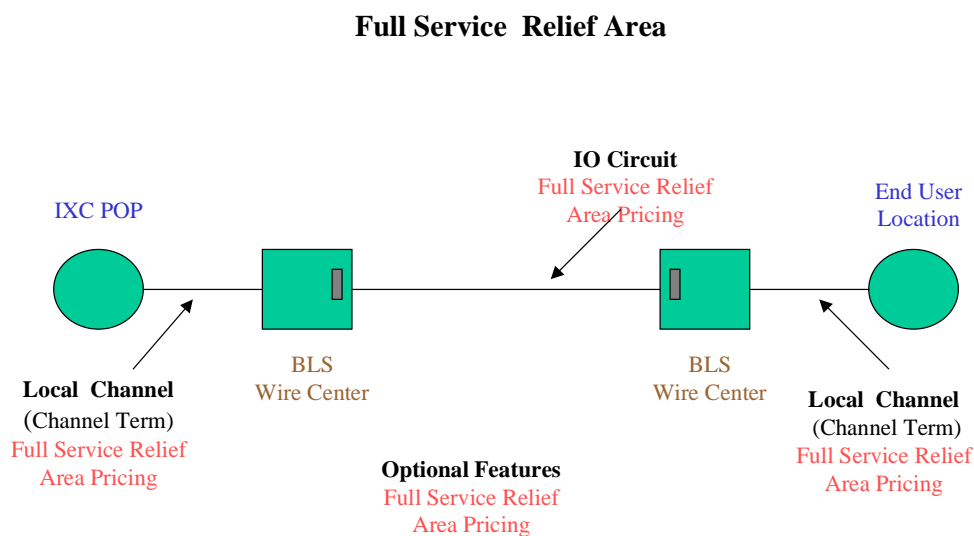 Full Service Relief Area
IO Circuit
Full Service Relief
Area Pricing
IXC POP
End User
Location
BLS
Wire Center
BLS
Wire Center
Local Channel
(Channel Term)
Full Service Relief
Area Pricing
Local Channel
(Channel Term)
Full Service Relief
Area Pricing
Optional Features
Full Service Relief
Area Pricing